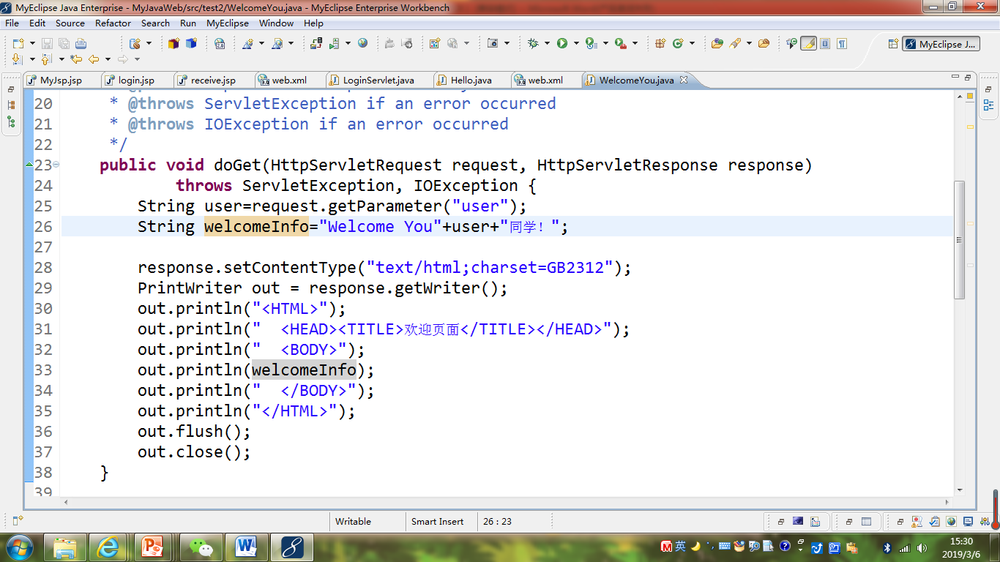 MyEclipse Java Enterprise - MyJavaWeb/src/test2/WelcomeYou.java - MyEclipse Enterprise Workbench
File Edit Source Refactor Search Run MyEclipse Window Help
MyEclipse J...
MyJsp.jsp login.jsp receive.jsp web.xml LoginServlet.java Hello.java web.xml WelcomeYou.java
20 * @throws ServletException if an error occurred
21 * @throws IOException if an error occurred
22 */
23 public void doGet(HttpServletRequest request, HttpServletResponse response)
24 throws ServletException, IOException {
25 String user=request.getParameter("user");
26 String welcomeInfo="Welcome You"+user+"同学！";
27
28 response.setContentType("text/html;charset=GB2312");
29 PrintWriter out = response.getWriter();
30 out.println("<HTML>");
31 out.println("  <HEAD><TITLE>欢迎页面</TITLE></HEAD>");
32 out.println("  <BODY>");
33 out.println(welcomeInfo);
34 out.println("  </BODY>");
35 out.println("</HTML>");
36 out.flush();
37 out.close();
38 }
39
Writable Smart Insert 26 : 23
英
15:30
2019/3/6